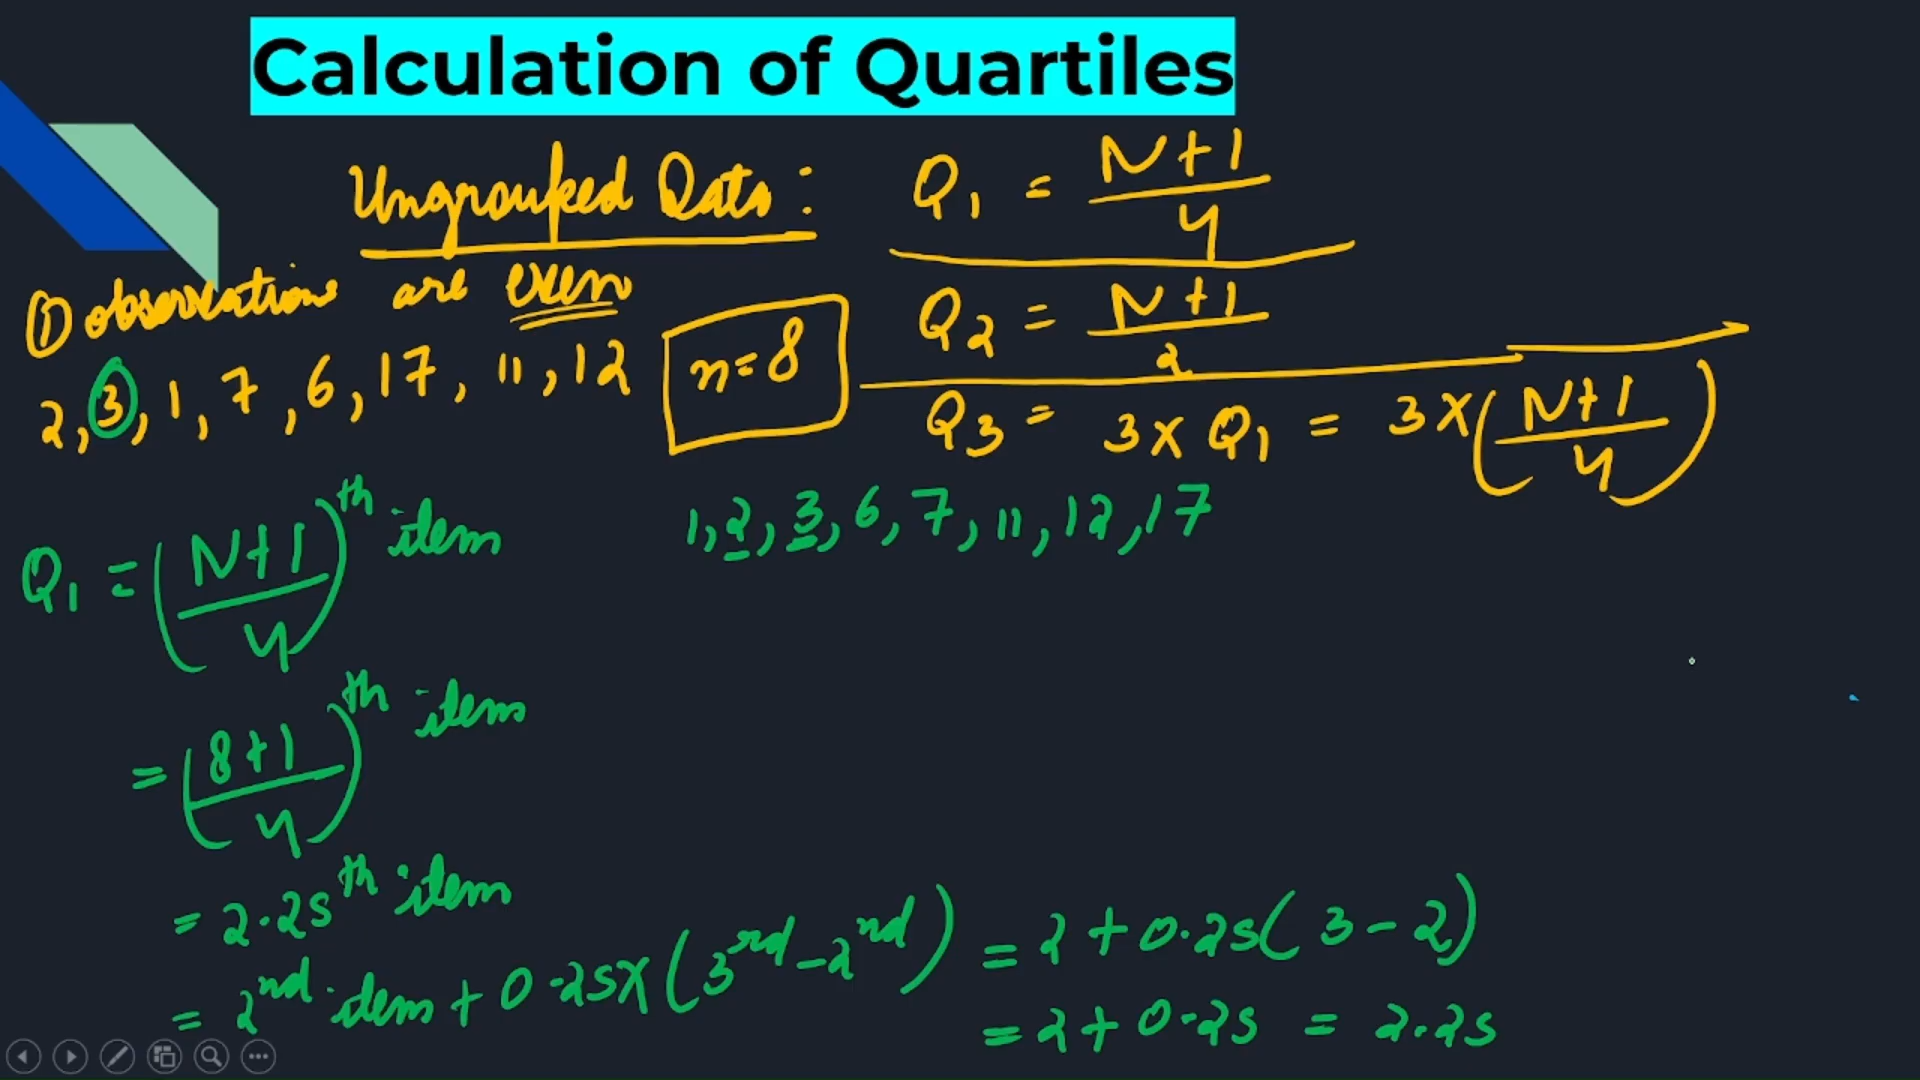 Calculation of Quartiles
Ungrouped Data:
Q₁ = N+1/4
Q₂ = N+1/2
Q₃ = 3 x Q₁ = 3 x (N+1/4)
① observations are even
2, 3, 1, 7, 6, 17, 11, 12
n = 8
1, 2, 3, 6, 7, 11, 12, 17
Q₁ = (N+1/4)th item
= (8+1/4)th item
= 2.25th item
= 2nd item + 0.25x(3rd - 2nd) = 2 + 0.25(3-2)
= 2 + 0.25 = 2.25